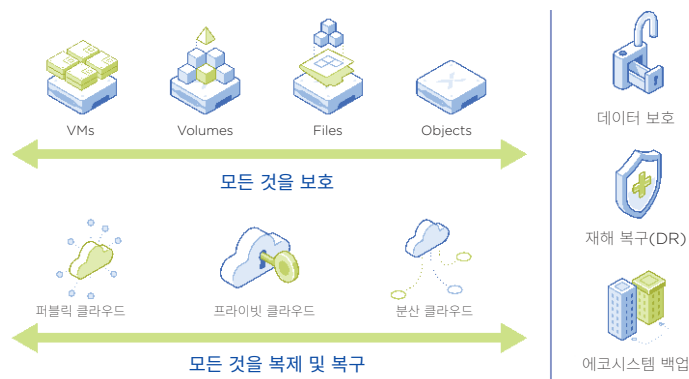 VMs
Volumes
Files
Objects
모든 것을 보호
퍼블릭 클라우드
프라이빗 클라우드
분산 클라우드
모든 것을 복제 및 복구
데이터 보호
재해 복구(DR)
에코시스템 백업